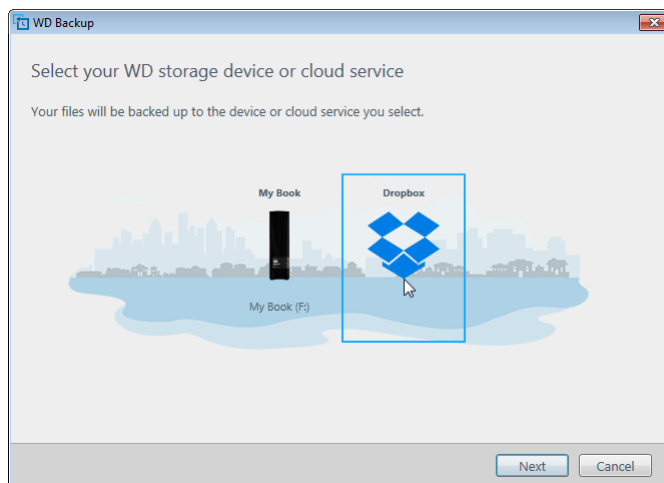 WD Backup
Select your WD storage device or cloud service
Your files will be backed up to the device or cloud service you select.
My Book
Dropbox
My Book (F:)
Next
Cancel